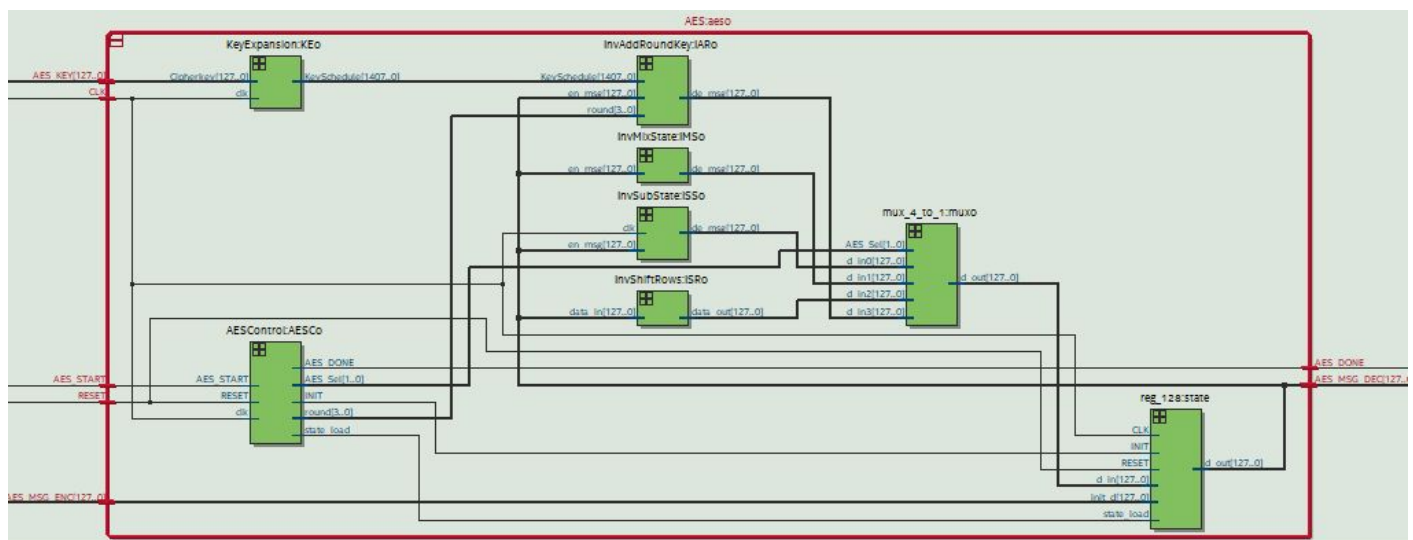 AES:aeso
KeyExpansion:KEo
InvAddRoundKey:IARo
AES_KEY[127..0]
Cipherkey[127..0]
KeySchedule[1407..0]
KeySchedule[1407..0]
CLK
clk
en_msg[127..0]
de_msg[127..0]
round[3..0]
InvMixState:IMSo
en_msg[127..0]
de_msg[127..0]
InvSubState:ISSo
mux_4_to_1:muxo
clk
de_msg[127..0]
en_msg[127..0]
AES_Sel[1..0]
d_in0[127..0]
InvShiftRows:ISRo
d_in1[127..0]
d_out[127..0]
d_in2[127..0]
data_in[127..0]
data_out[127..0]
d_in3[127..0]
AESControl:AESCo
AES_DONE
AES_DONE
AES_START
AES_START
AES_Sel[1..0]
AES_MSG_DEC[127..0]
RESET
RESET
INIT
reg_128:state
clk
round[3..0]
state_load
CLK
INIT
RESET
d_out[127..0]
d_in[127..0]
AES_MSG_ENC[127..0]
init_d[127..0]
state_load